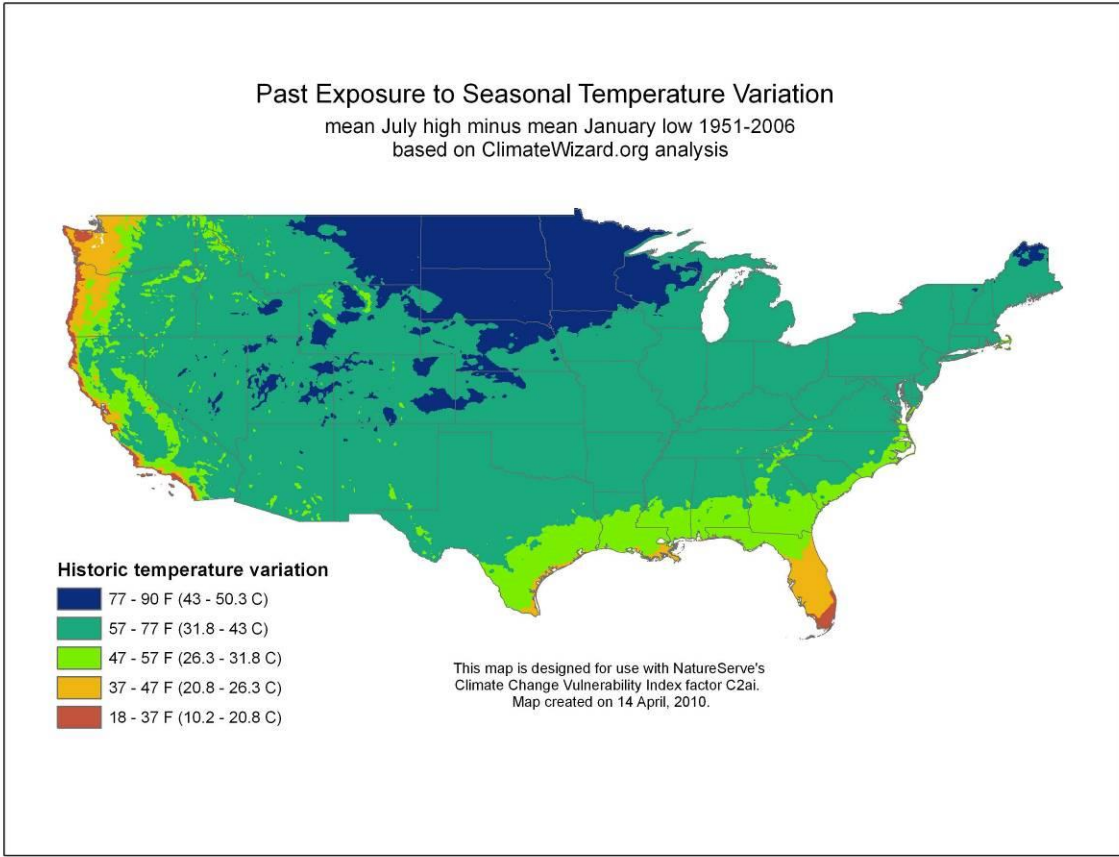 Past Exposure to Seasonal Temperature Variation
mean July high minus mean January low 1951-2006
based on ClimateWizard.org analysis
Historic temperature variation
77 - 90 F (43 - 50.3 C)
57 - 77 F (31.8 - 43 C)
47 - 57 F (26.3 - 31.8 C)
37 - 47 F (20.8 - 26.3 C)
18 - 37 F (10.2 - 20.8 C)
This map is designed for use with NatureServe's
Climate Change Vulnerability Index factor C2ai.
Map created on 14 April, 2010.